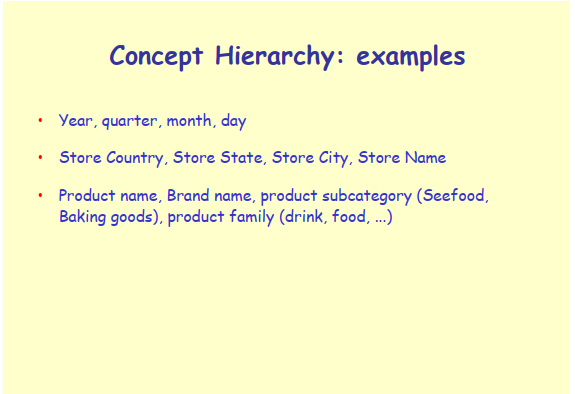 Concept Hierarchy: examples
• Year, quarter, month, day
• Store Country, Store State, Store City, Store Name
• Product name, Brand name, product subcategory (Seefood,
Baking goods), product family (drink, food, ...)